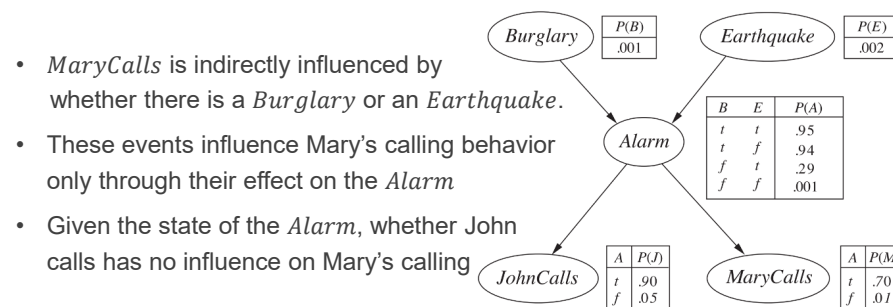 • MaryCalls is indirectly influenced by
whether there is a Burglary or an Earthquake.
• These events influence Mary's calling behavior
only through their effect on the Alarm
• Given the state of the Alarm, whether John
calls has no influence on Mary's calling
Burglary
P(B)
.001
Earthquake
P(E)
.002
Alarm
B E P(A)
t t .95
t f .94
f t .29
f f .001
JohnCalls
A P(J)
t .90
f .05
MaryCalls
A P(M
t .70
f .01